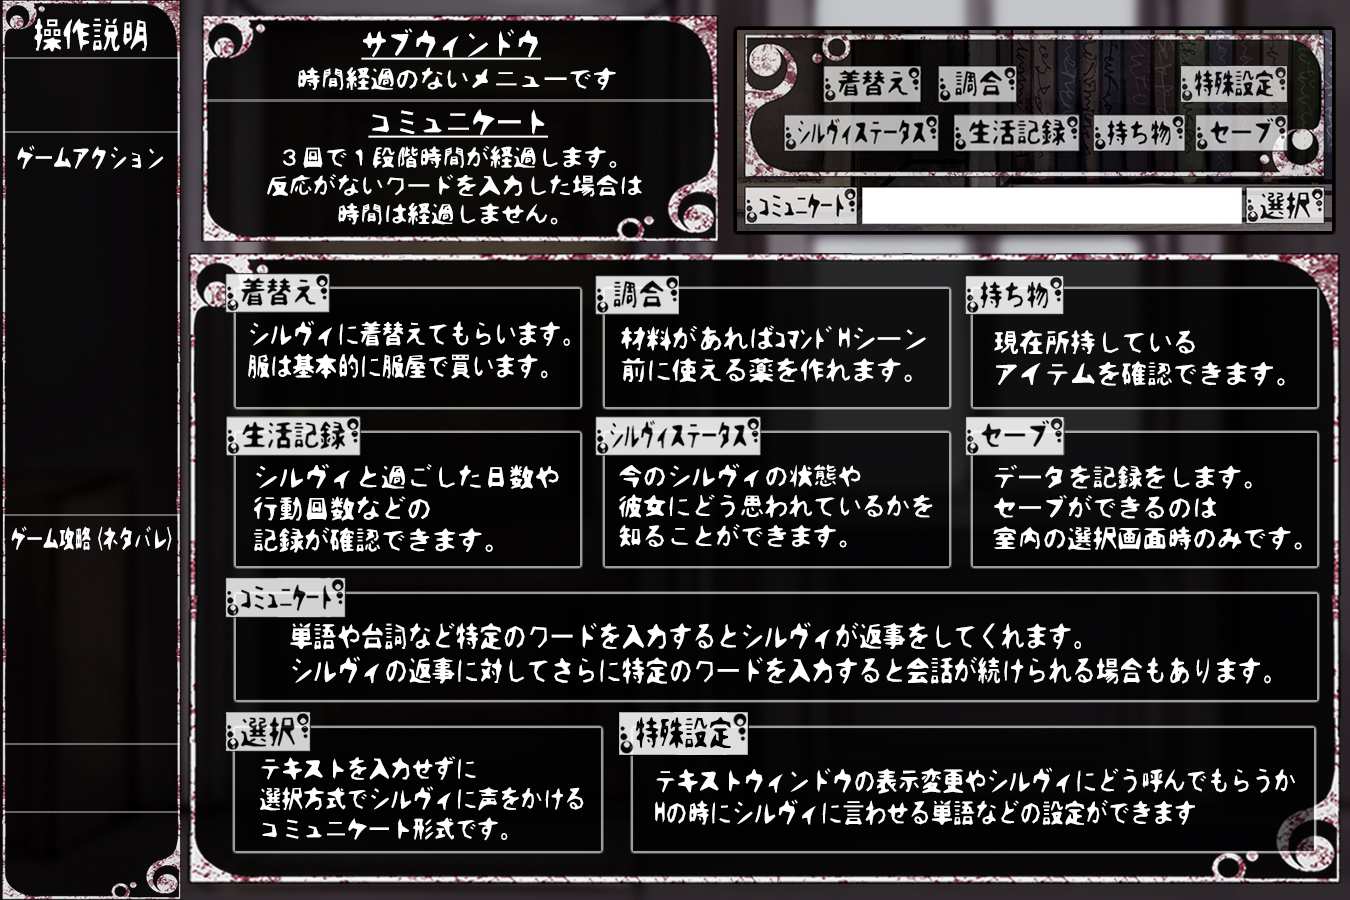 操作説明
ゲームアクション
ゲーム攻略(ネタバレ)
サブウィンドウ
時間経過のないメニューです
コミュニケート
3回で1段階時間が経過します。
反応がないワードを入力した場合は
時間は経過しません。
着替え 調合 特殊設定
シルヴィステータス 生活記録 持ち物 セーブ
コミュニケート 選択
着替え
シルヴィに着替えてもらいます。
服は基本的に服屋で買います。
調合
材料があればコマンドHシーン
前に使える薬を作れます。
持ち物
現在所持している
アイテムを確認できます。
生活記録
シルヴィと過ごした日数や
行動回数などの
記録が確認できます。
シルヴィステータス
今のシルヴィの状態や
彼女にどう思われているかを
知ることができます。
セーブ
データを記録をします。
セーブができるのは
室内の選択画面時のみです。
コミュニケート
単語や台詞など特定のワードを入力するとシルヴィが返事をしてくれます。
シルヴィの返事に対してさらに特定のワードを入力すると会話が続けられる場合もあります。
選択
テキストを入力せずに
選択方式でシルヴィに声をかける
コミュニケート形式です。
特殊設定
テキストウィンドウの表示変更やシルヴィにどう呼んでもらうか
Hの時にシルヴィに言わせる単語などの設定ができます